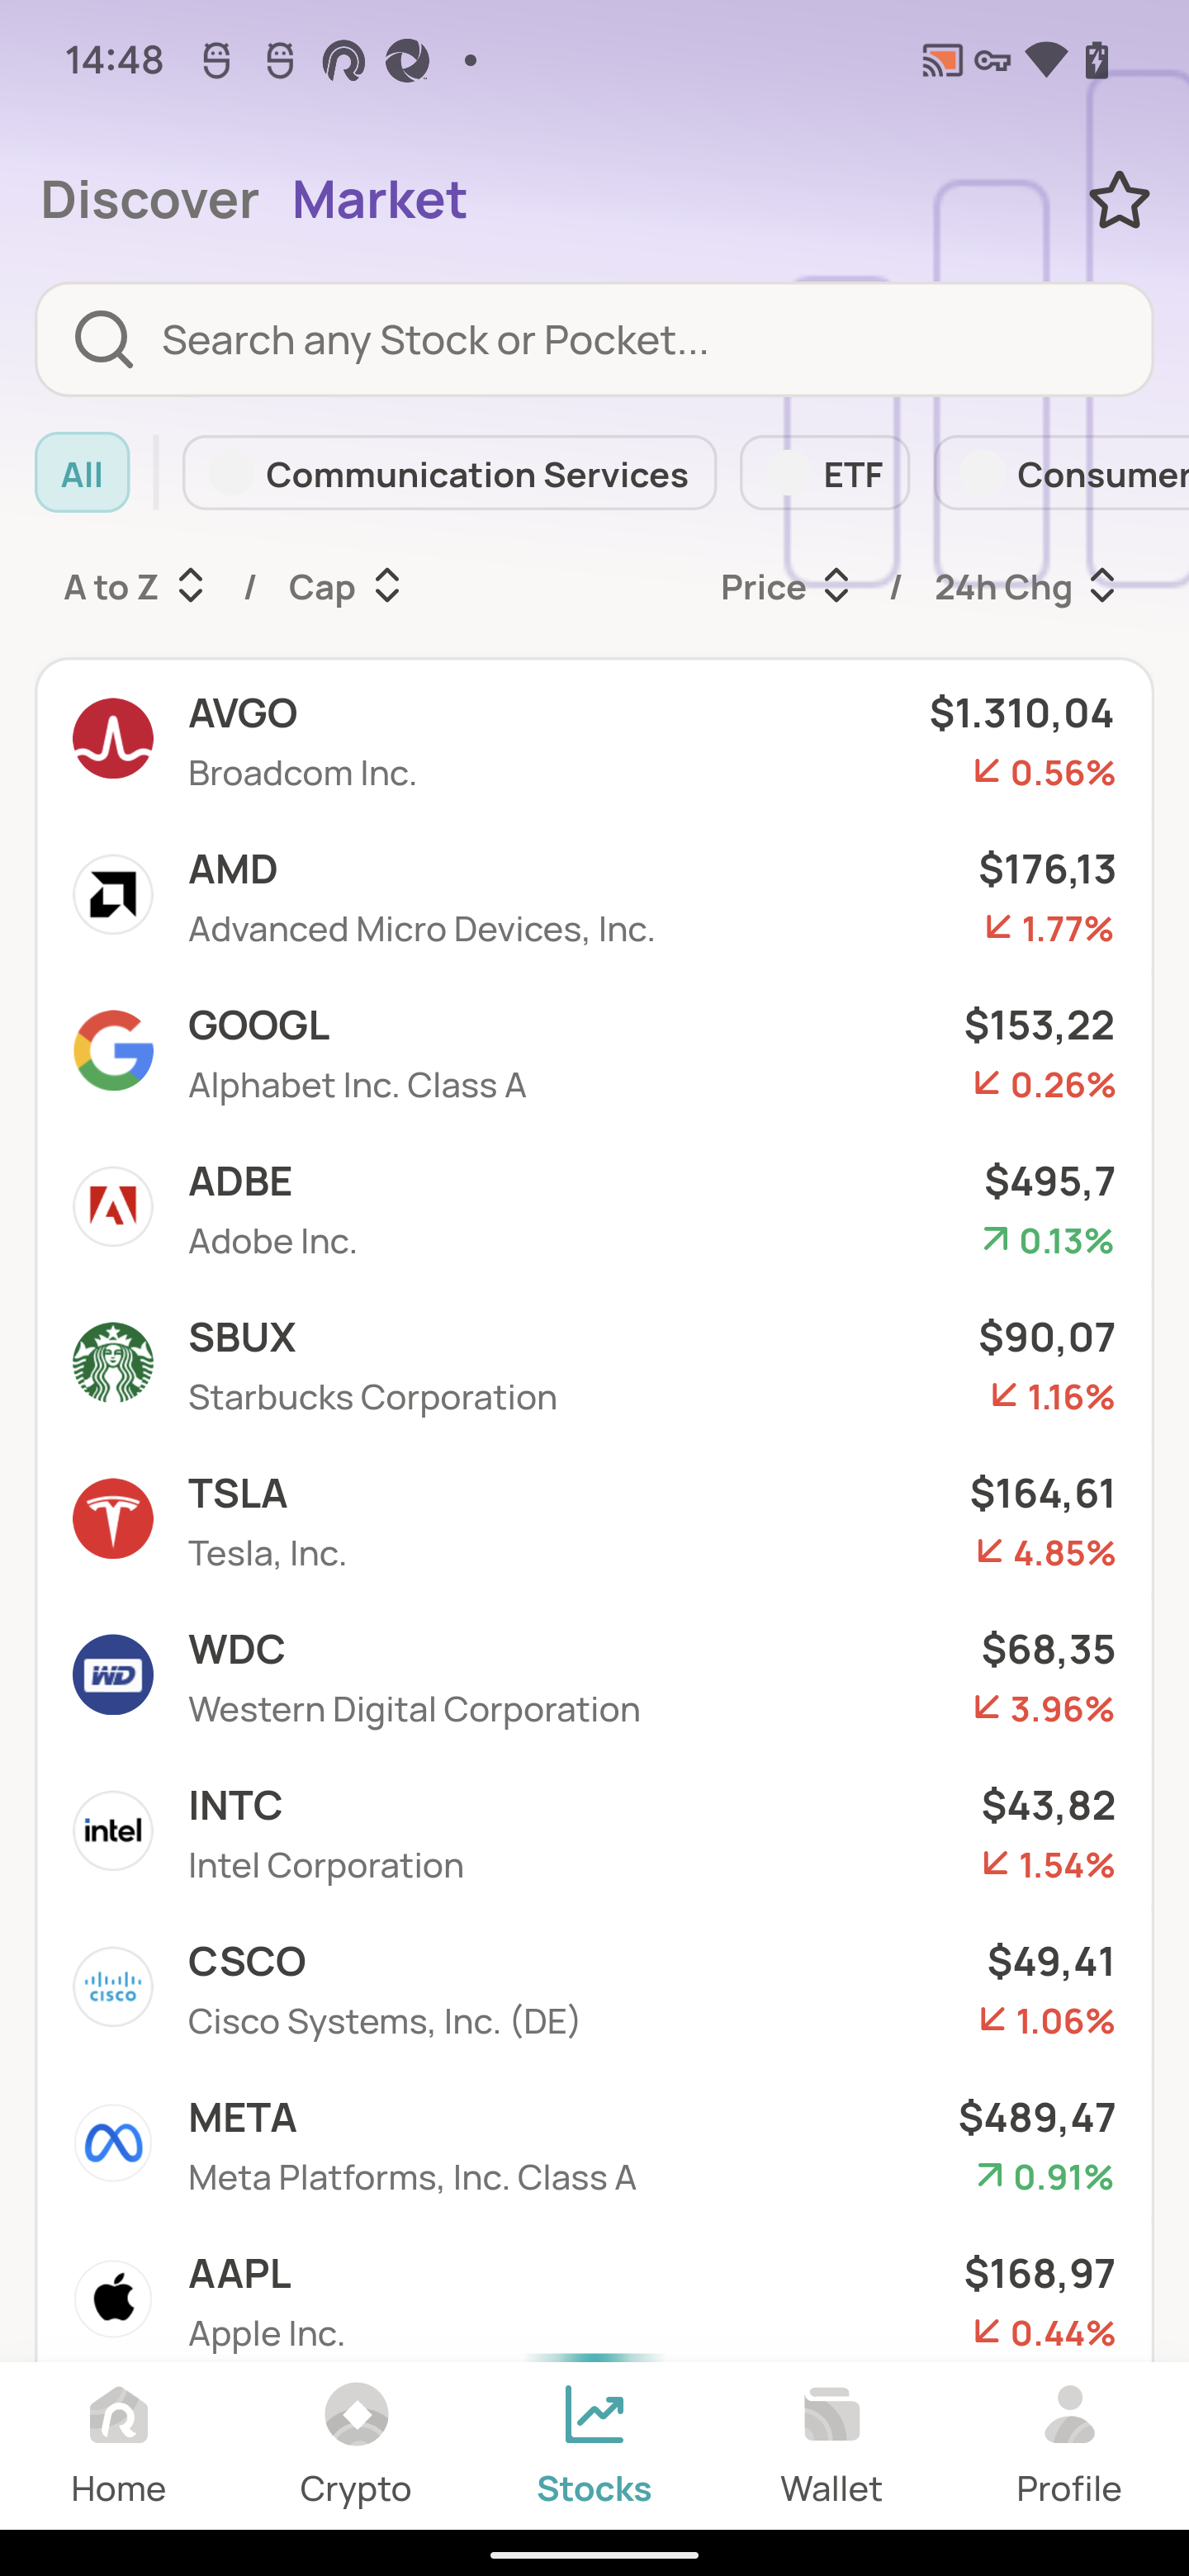 14:48
Discover Market
Search any Stock or Pocket...
All Communication Services ETF Consumer
A to Z / Cap Price / 24h Chg
AVGO $1.310,04
Broadcom Inc. 0.56%
AMD $176,13
Advanced Micro Devices, Inc. 1.77%
GOOGL $153,22
Alphabet Inc. Class A 0.26%
ADBE $495,7
Adobe Inc. 0.13%
SBUX $90,07
Starbucks Corporation 1.16%
TSLA $164,61
Tesla, Inc. 4.85%
WD
WDC $68,35
Western Digital Corporation 3.96%
intel
INTC $43,82
Intel Corporation 1.54%
CISCO
CSCO $49,41
Cisco Systems, Inc. (DE) 1.06%
META $489,47
Meta Platforms, Inc. Class A 0.91%
AAPL $168,97
Apple Inc. 0.44%
Home Crypto Stocks Wallet Profile